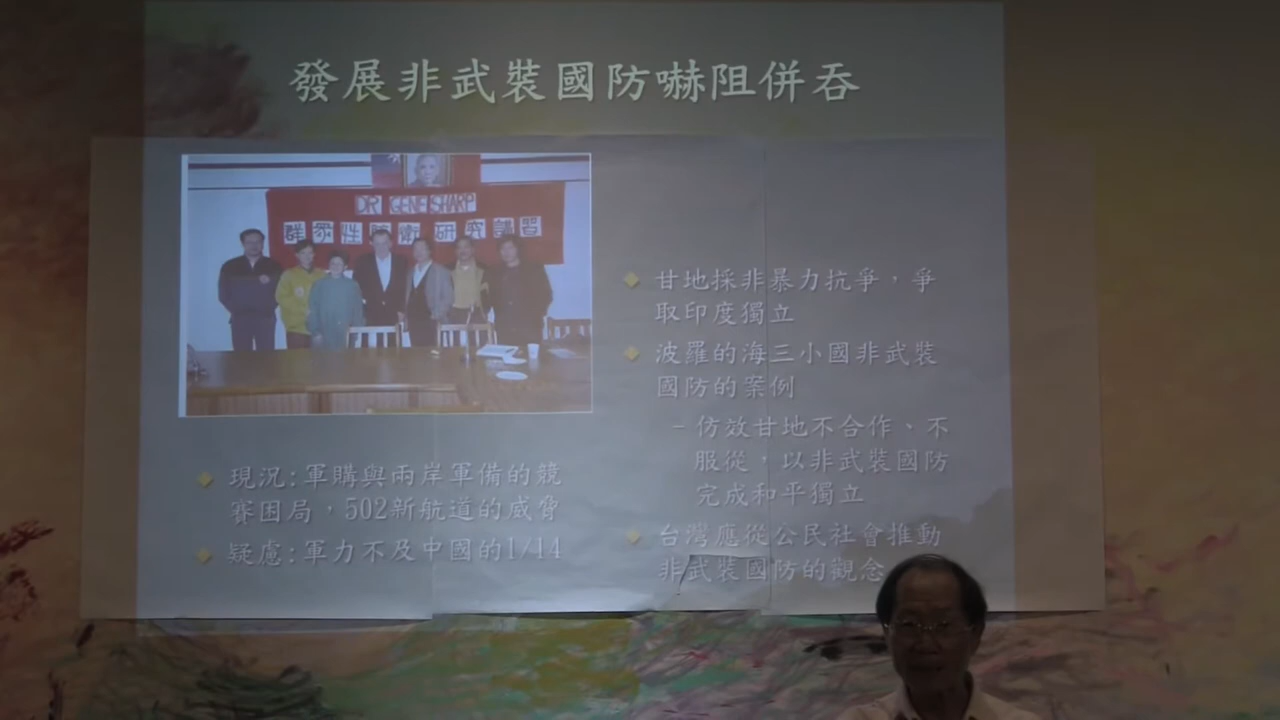 發展非武裝國防嚇阻併吞
DR GENE SHARP
群眾性防衛研究講習
現況:軍購與兩岸軍備的競
賽困局，502新航道的威脅
疑慮:軍力不及中國的1/14
甘地採非暴力抗爭，爭
取印度獨立
波羅的海三小國非武裝
國防的案例
–仿效甘地不合作、不
服從，以非武裝國防
完成和平獨立
台灣應從公民社會推動
非武裝國防的觀念